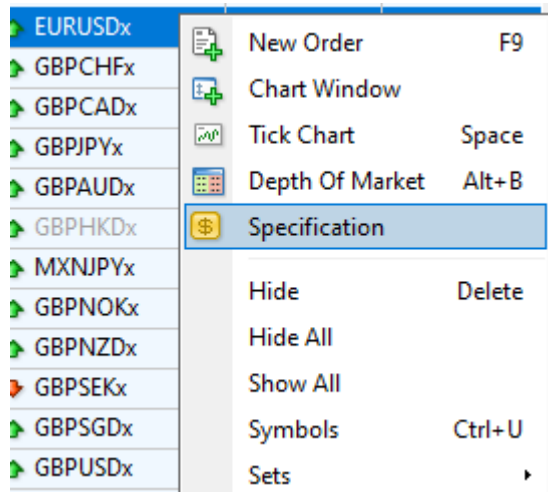 EURUSDx
GBPCHFx
GBPCADx
GBPJPYx
GBPAUDx
GBPHKDx
MXNJPYx
GBPNOKx
GBPNZDx
GBPSEKx
GBPSGDx
GBPUSDx
New Order F9
Chart Window
Tick Chart Space
Depth Of Market Alt+B
Specification
Hide Delete
Hide All
Show All
Symbols Ctrl+U
Sets